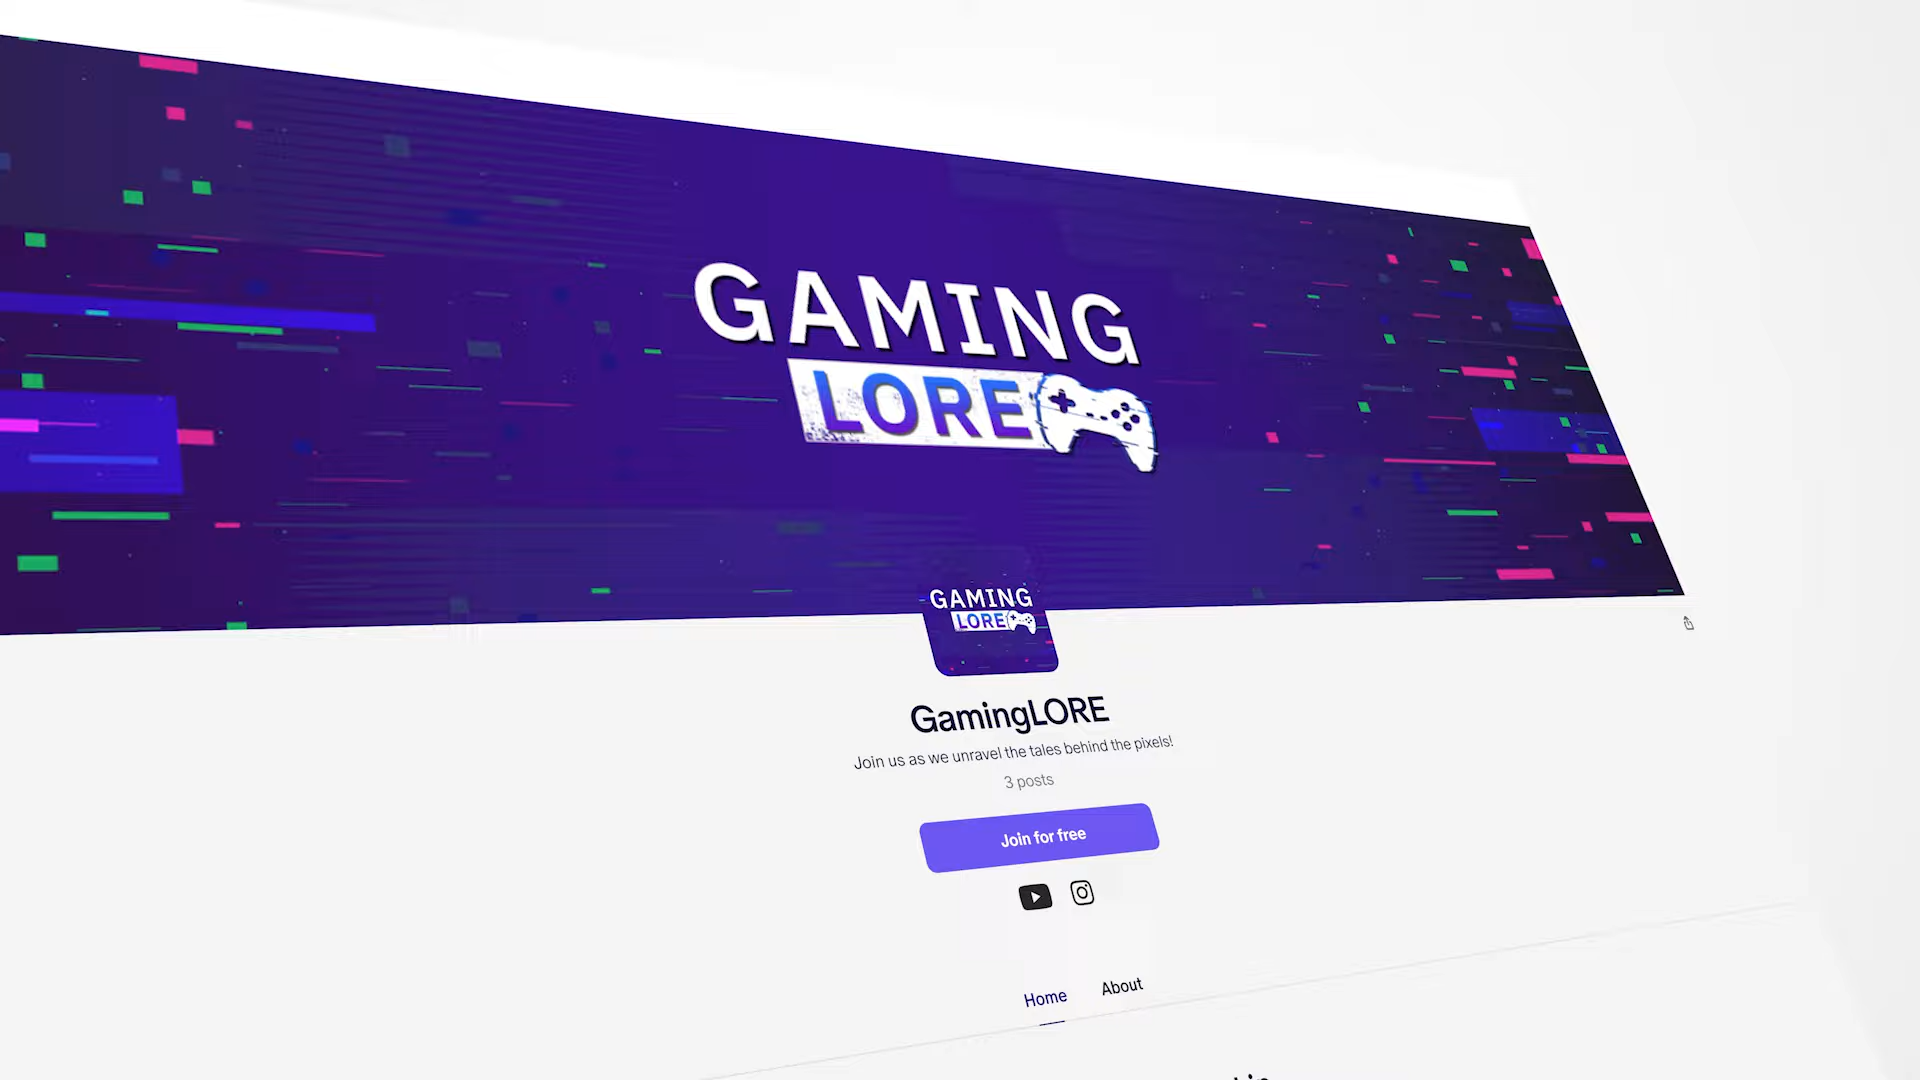 GAMING
LORE
GAMING
LORE
GamingLORE
Join us as we unravel the tales behind the pixels!
3 posts
Join for free
Home About